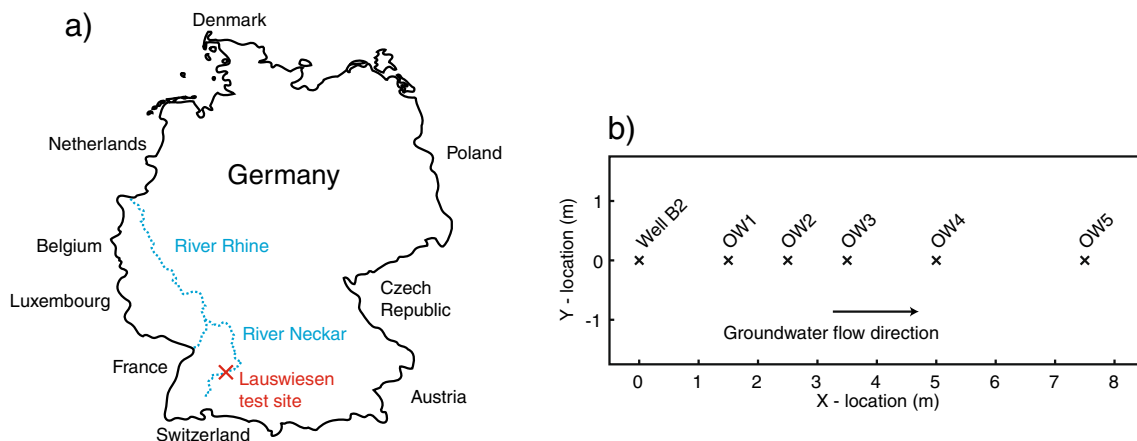 a)
Denmark
Netherlands
Poland
Germany
Belgium
River Rhine
Luxembourg
Czech
Republic
River Neckar
France
Lauswiesen
test site
Austria
Switzerland
b)
Y - location (m)
1
0
-1
Well B2
OW1
OW2
OW3
OW4
OW5
Groundwater flow direction
0 1 2 3 4 5 6 7 8
X - location (m)